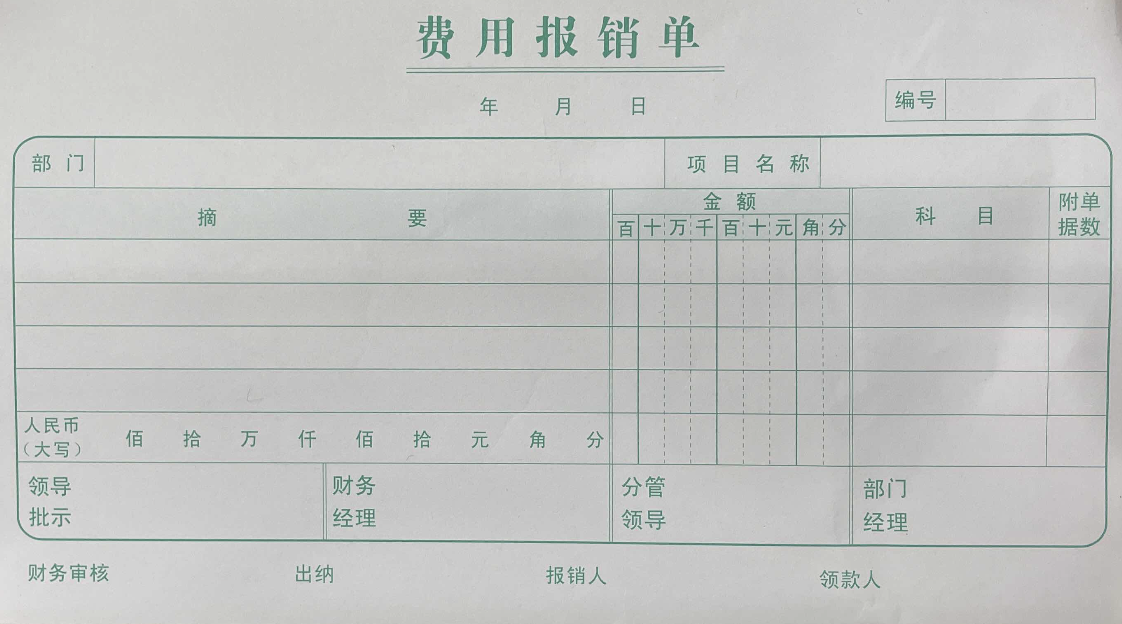 费用报销单
年 月 日
编号
部门 项目名称
摘要 金额 科目 附单据数
百 十 万 千 百 十 元 角 分
人民币（大写） 佰 拾 万 仟 佰 拾 元 角 分
领导批示 财务经理 分管领导 部门经理
财务审核 出纳 报销人 领款人